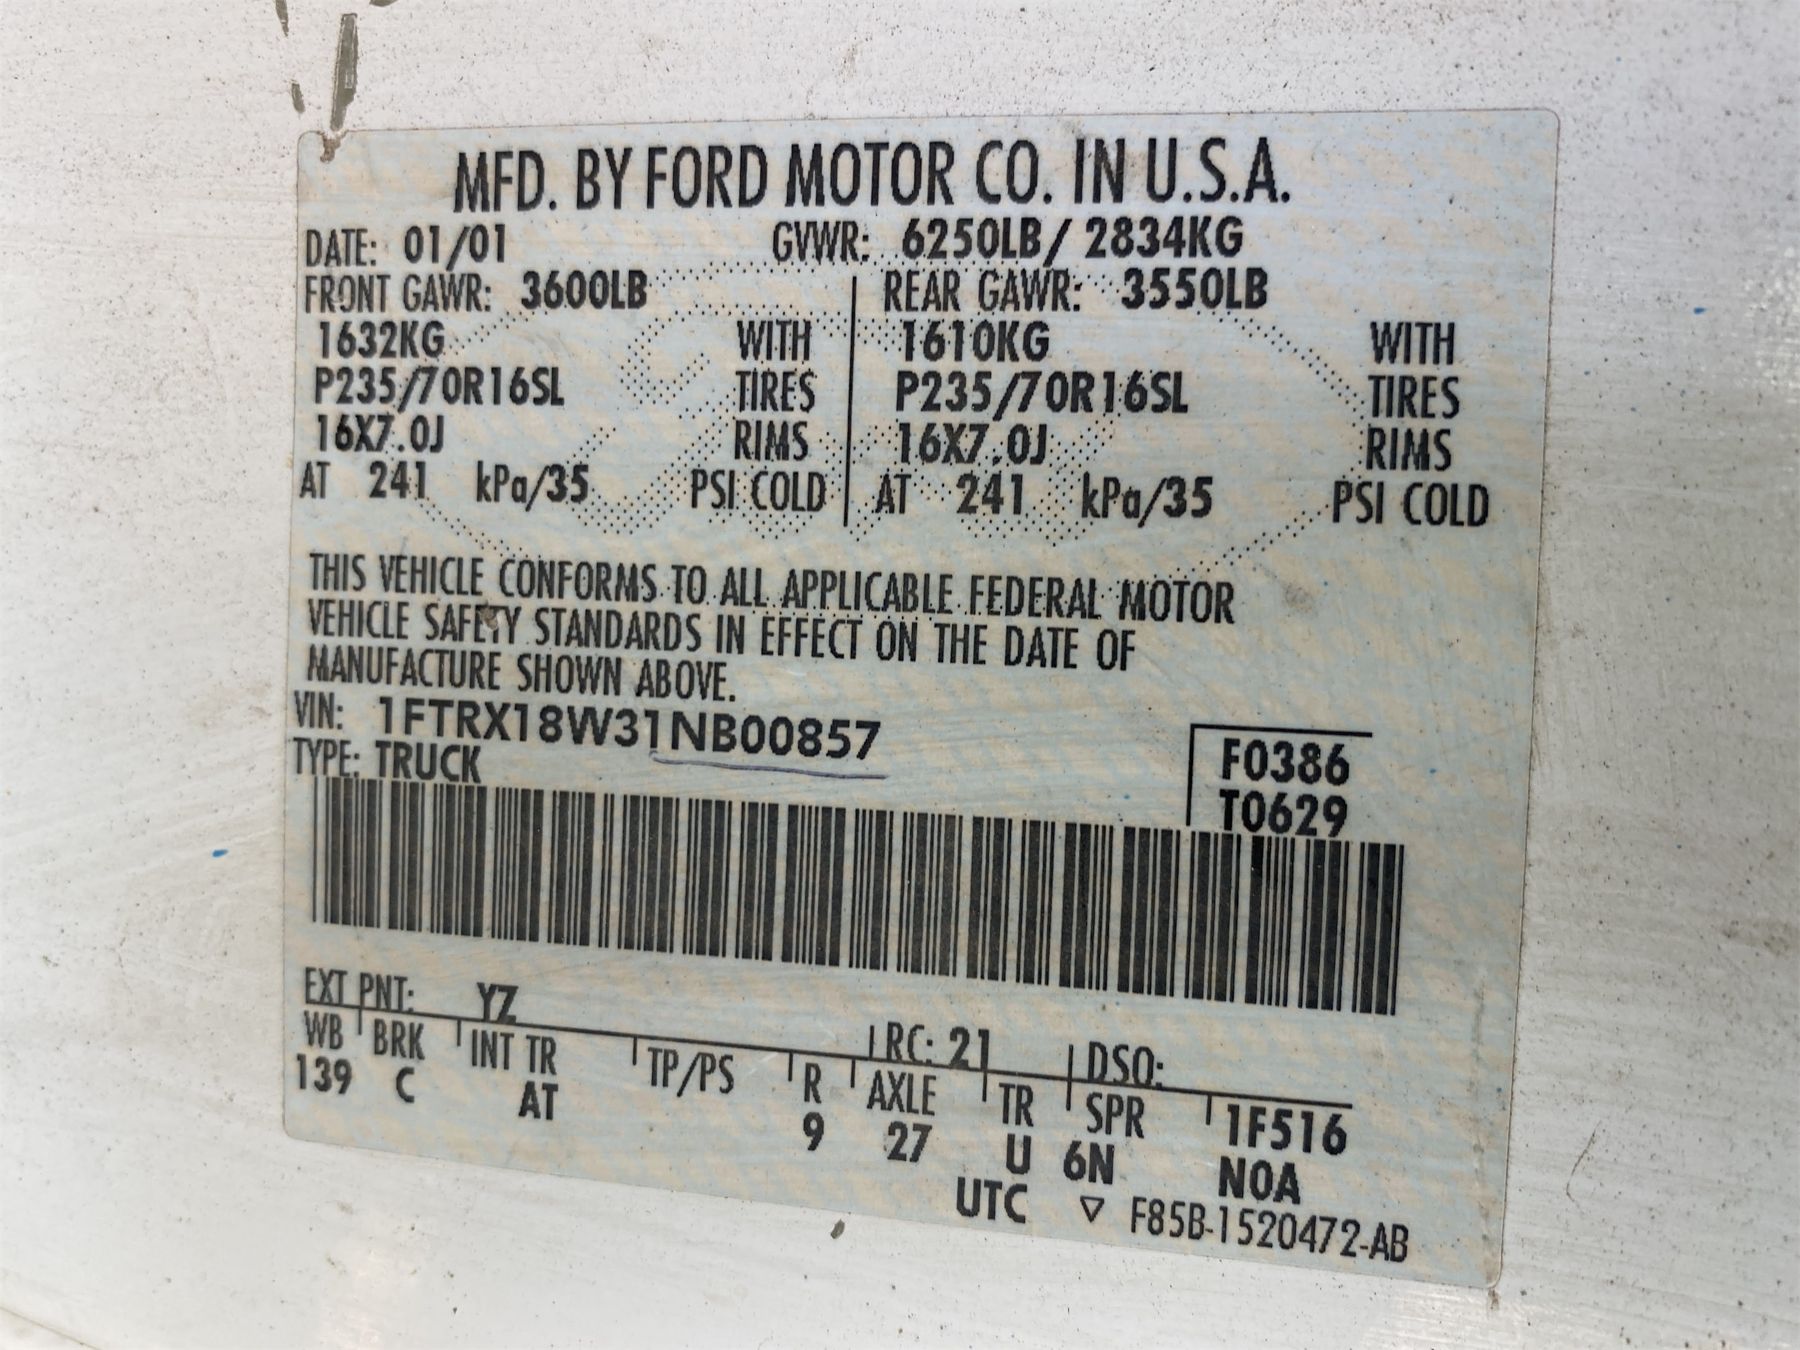 MFD. BY FORD MOTOR CO. IN U.S.A.
DATE: 01/01 GVWR: 6250LB/ 2834KG
FRONT GAWR: 3600LB REAR GAWR: 3550LB
1632KG WITH 1610KG WITH
P235/70R16SL TIRES P235/70R16SL TIRES
16X7.0J RIMS 16X7.0J RIMS
AT 241 kPa/35 PSI COLD AT 241 kPa/35 PSI COLD
THIS VEHICLE CONFORMS TO ALL APPLICABLE FEDERAL MOTOR
VEHICLE SAFETY STANDARDS IN EFFECT ON THE DATE OF
MANUFACTURE SHOWN ABOVE.
VIN: 1FTRX18W31NB00857
TYPE: TRUCK
F0386
T0629
EXT PNT: YZ RC: 21 DSO:
WB BRK INT TR TP/PS R AXLE TR SPR 1F516
139 C AT 9 27 U 6N N0A
UTC ▽ F85B-1520472-AB